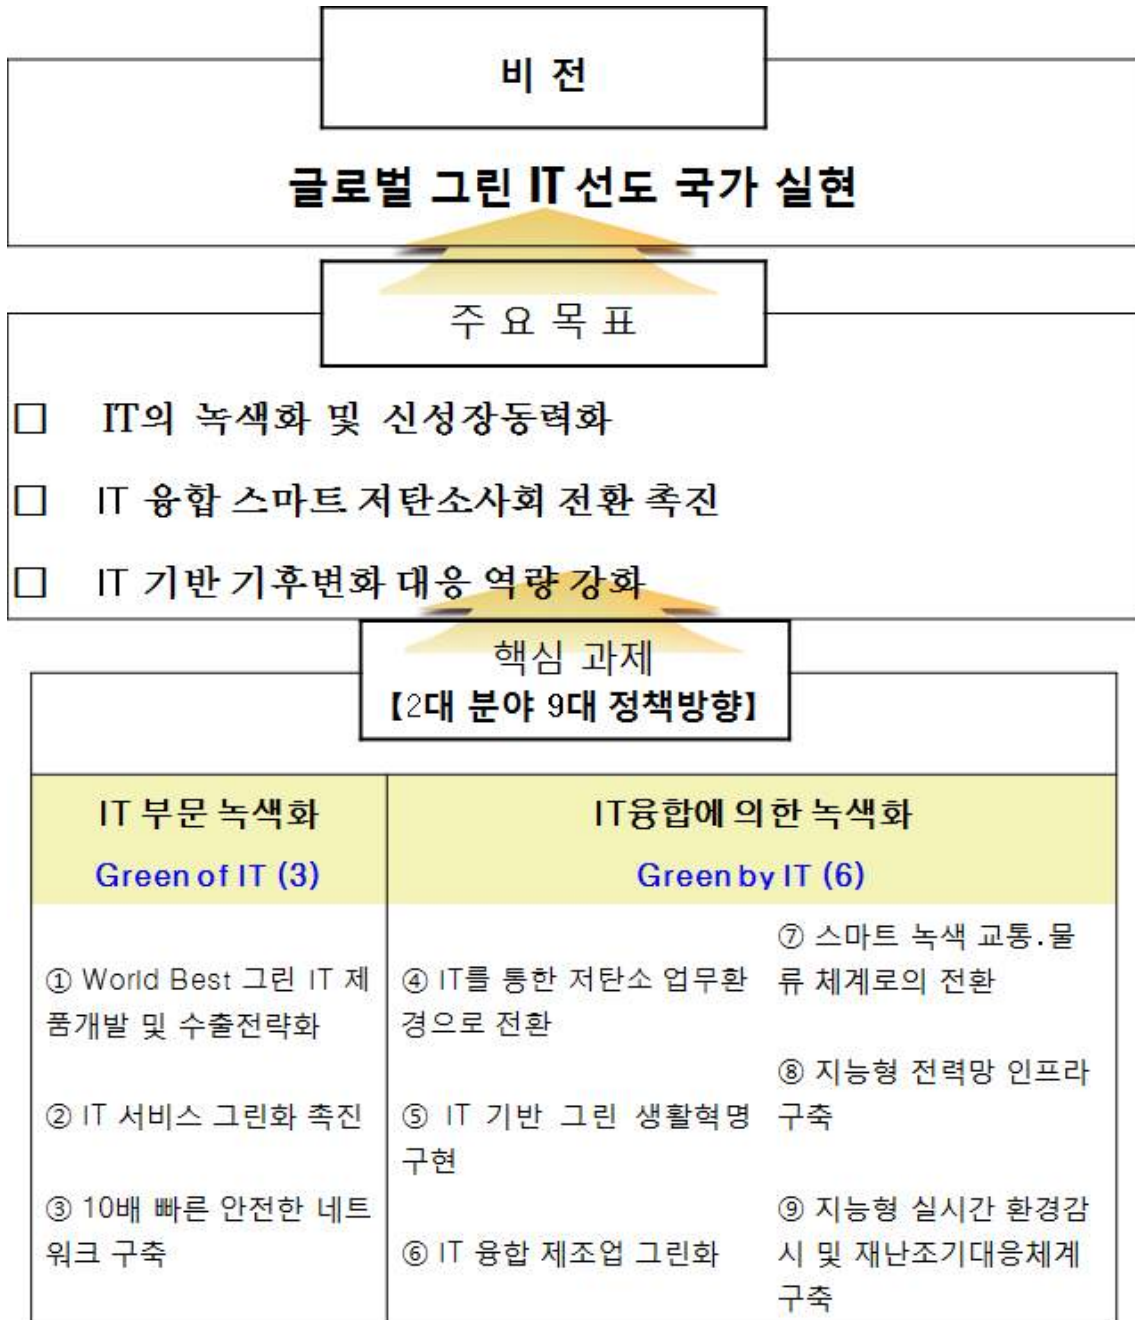 비 전
글로벌 그린 IT 선도 국가 실현
주 요 목 표
□ IT의 녹색화 및 신성장동력화
□ IT 융합 스마트 저탄소사회 전환 촉진
□ IT 기반 기후변화 대응 역량 강화
핵심 과제
【2대 분야 9대 정책방향】
IT 부문 녹색화
Green of IT (3)
IT융합에 의한 녹색화
Green by IT (6)
① World Best 그린 IT 제
품개발 및 수출전략화
② IT 서비스 그린화 촉진
③ 10배 빠른 안전한 네트
워크 구축
④ IT를 통한 저탄소 업무환
경으로 전환
⑤ IT 기반 그린 생활혁명
구현
⑥ IT 융합 제조업 그린화
⑦ 스마트 녹색 교통.물
류 체계로의 전환
⑧ 지능형 전력망 인프라
구축
⑨ 지능형 실시간 환경감
시 및 재난조기대응체계
구축